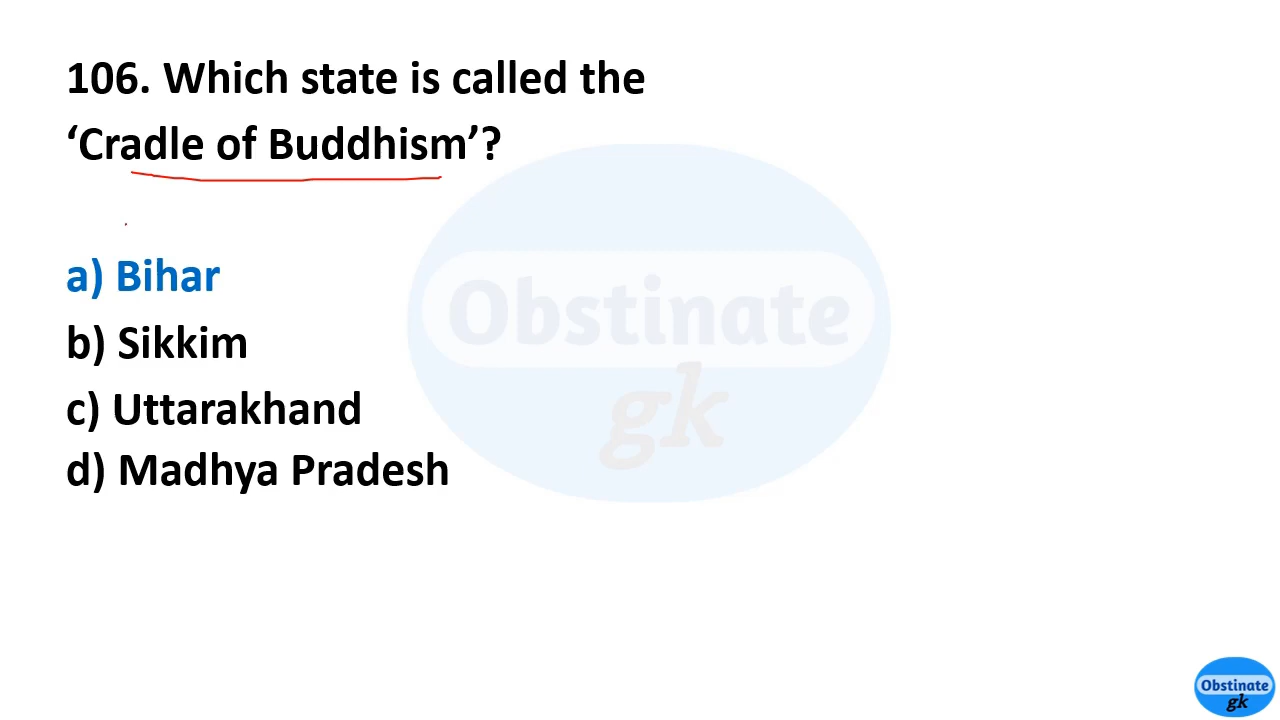 106. Which state is called the
‘Cradle of Buddhism’?
a) Bihar
b) Sikkim
c) Uttarakhand
d) Madhya Pradesh
Obstinate
gk
Obstinate
gk